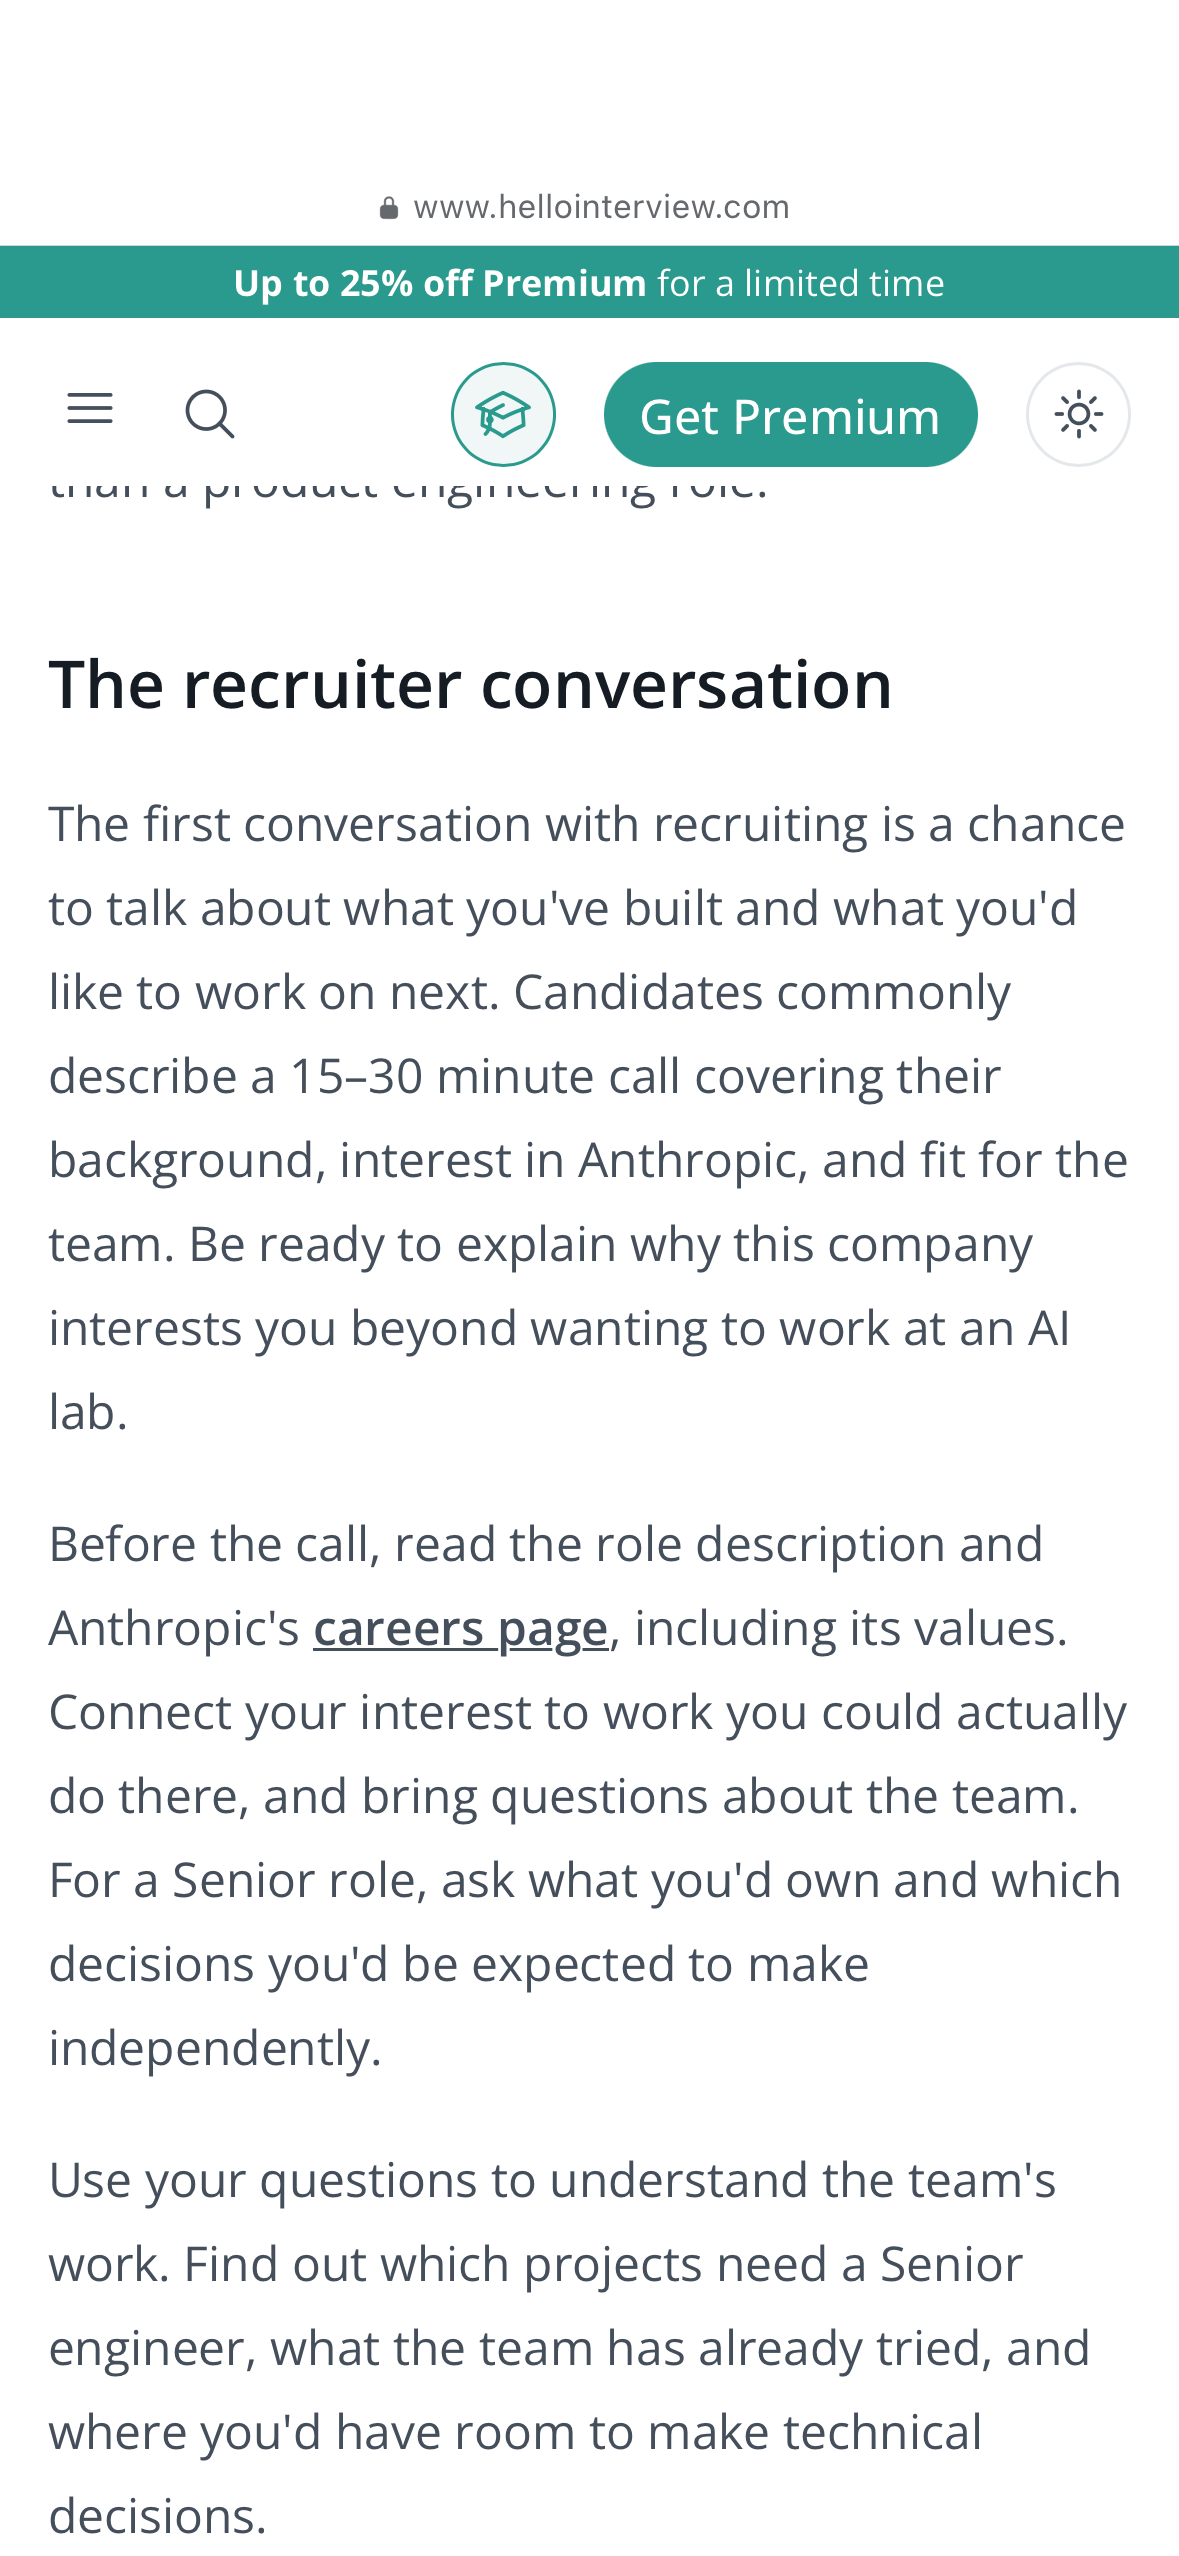 www.hellointerview.com
Up to 25% off Premium for a limited time
Get Premium
than a product engineering role.
The recruiter conversation
The first conversation with recruiting is a chance
to talk about what you've built and what you'd
like to work on next. Candidates commonly
describe a 15–30 minute call covering their
background, interest in Anthropic, and fit for the
team. Be ready to explain why this company
interests you beyond wanting to work at an AI
lab.
Before the call, read the role description and
Anthropic's careers page, including its values.
Connect your interest to work you could actually
do there, and bring questions about the team.
For a Senior role, ask what you'd own and which
decisions you'd be expected to make
independently.
Use your questions to understand the team's
work. Find out which projects need a Senior
engineer, what the team has already tried, and
where you'd have room to make technical
decisions.